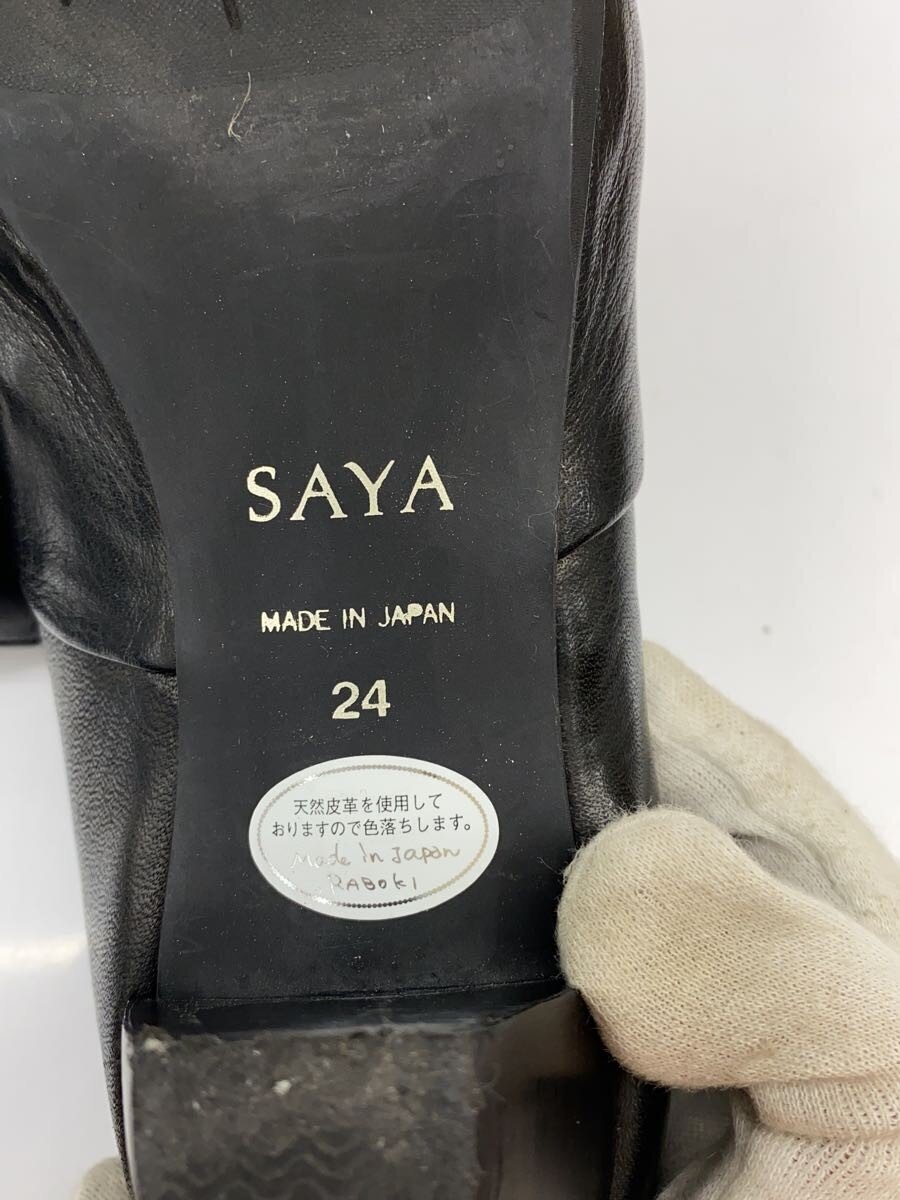 SAYA
MADE IN JAPAN
24
天然皮革を使用して
おりますので色落ちします。
Made in Japan
RABOKI